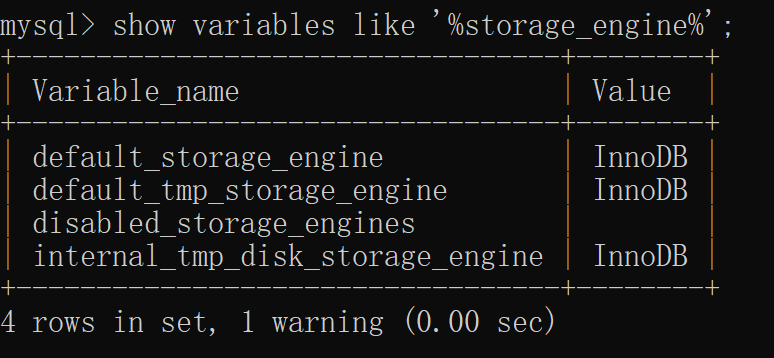 mysql> show variables like '%storage_engine%';
+----------------------------------+--------+
| Variable_name                    | Value  |
+----------------------------------+--------+
| default_storage_engine           | InnoDB |
| default_tmp_storage_engine       | InnoDB |
| disabled_storage_engines         |        |
| internal_tmp_disk_storage_engine | InnoDB |
+----------------------------------+--------+
4 rows in set, 1 warning (0.00 sec)